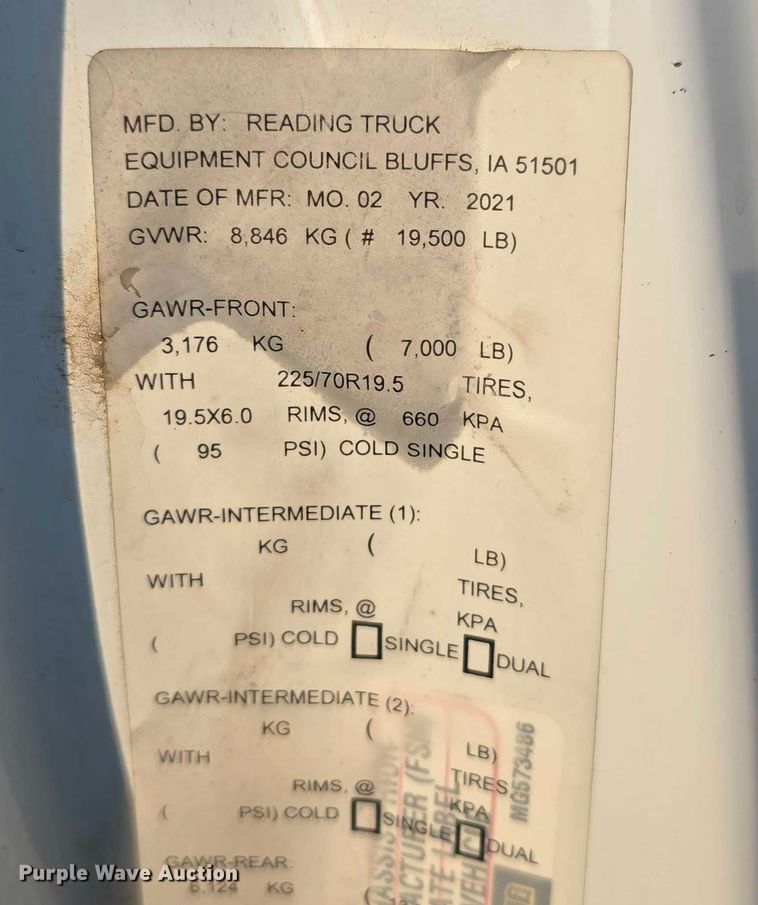 MFD. BY: READING TRUCK
EQUIPMENT COUNCIL BLUFFS, IA 51501
DATE OF MFR: MO. 02 YR. 2021
GVWR: 8,846 KG ( # 19,500 LB)
GAWR-FRONT:
3,176 KG ( 7,000 LB)
WITH 225/70R19.5 TIRES,
19.5X6.0 RIMS, @ 660 KPA
( 95 PSI) COLD SINGLE
GAWR-INTERMEDIATE (1):
KG ( LB)
WITH TIRES,
RIMS, @ KPA
( PSI) COLD SINGLE DUAL
GAWR-INTERMEDIATE (2):
KG ( LB)
WITH TIRES
RIMS, @ KPA
( PSI) COLD SINGLE DUAL
GAWR-REAR:
6,124 KG (
MG573486
Purple Wave Auction